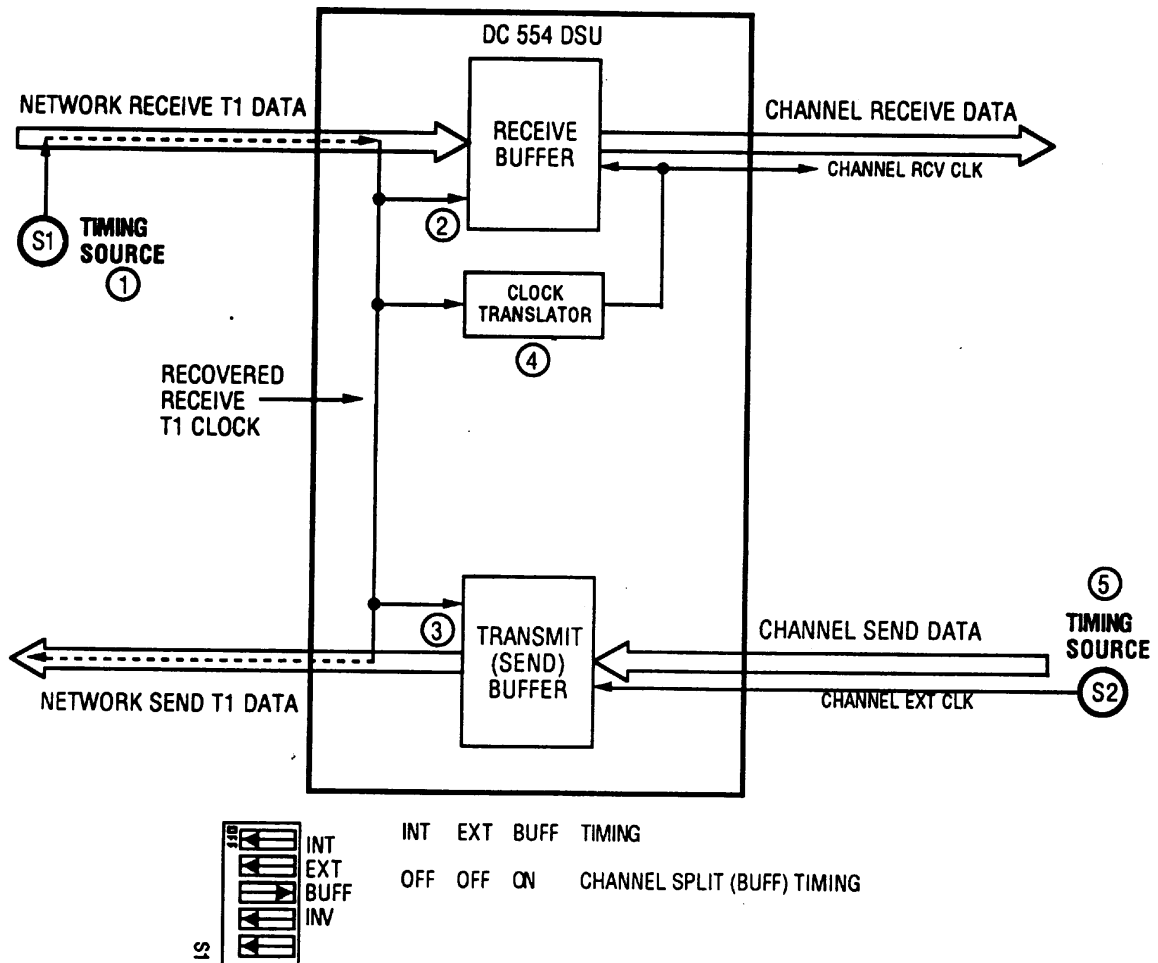 DC 554 DSU
NETWORK RECEIVE T1 DATA
CHANNEL RECEIVE DATA
RECEIVE
BUFFER
CHANNEL RCV CLK
S1
TIMING
SOURCE
1
2
CLOCK
TRANSLATOR
4
RECOVERED
RECEIVE
T1 CLOCK
3
TRANSMIT
(SEND)
BUFFER
CHANNEL SEND DATA
5
TIMING
SOURCE
S2
CHANNEL EXT CLK
NETWORK SEND T1 DATA
INT
EXT
BUFF
INV
S1
INT EXT BUFF TIMING
OFF OFF ON CHANNEL SPLIT (BUFF) TIMING